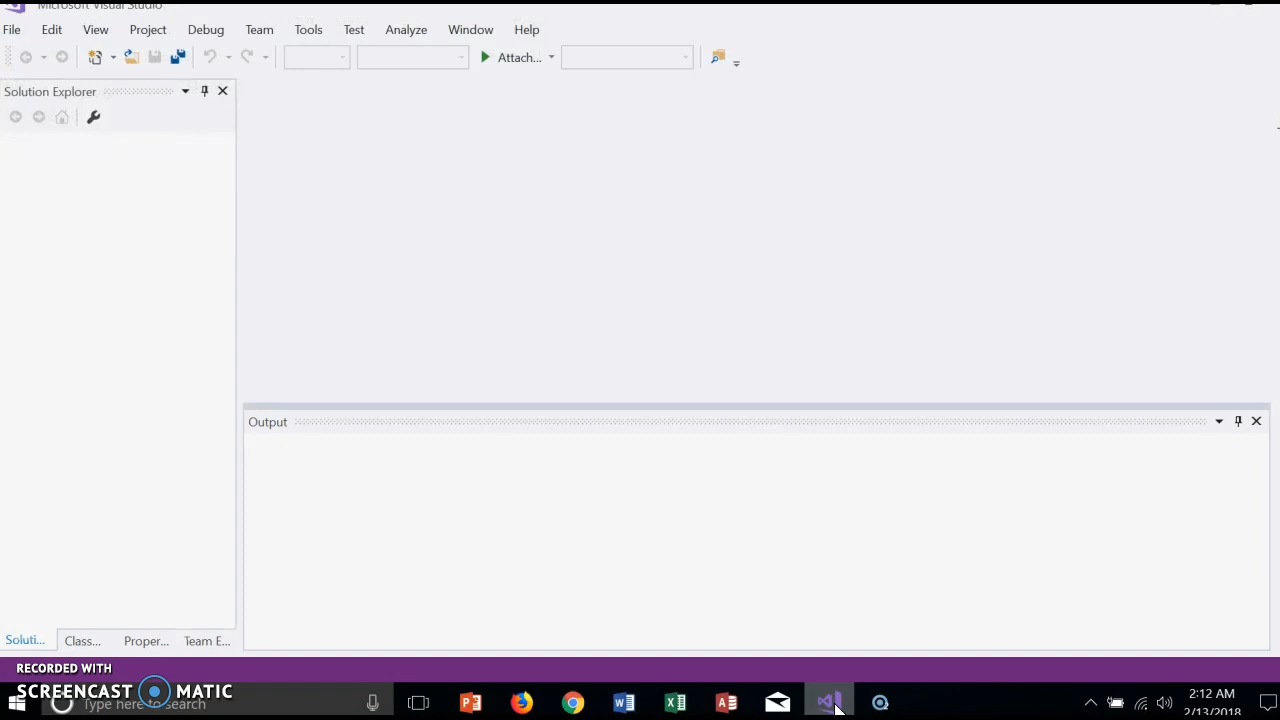 Microsoft Visual Studio
File Edit View Project Debug Team Tools Test Analyze Window Help
Attach...
Solution Explorer
Output
Soluti... Class... Proper... Team E...
RECORDED WITH
SCREENCAST MATIC
Type here to search
2:12 AM
2/13/2018